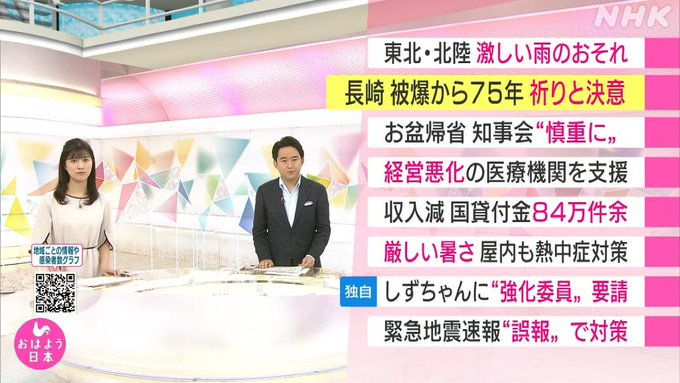 NHK
東北・北陸 激しい雨のおそれ
長崎 被爆から75年 祈りと決意
お盆帰省 知事会“慎重に„
経営悪化の医療機関を支援
収入減 国貸付金84万件余
厳しい暑さ 屋内も熱中症対策
独自 しずちゃんに“強化委員„ 要請
緊急地震速報“誤報„ で対策
地域ごとの情報や
感染者数グラフ
おはよう
日本